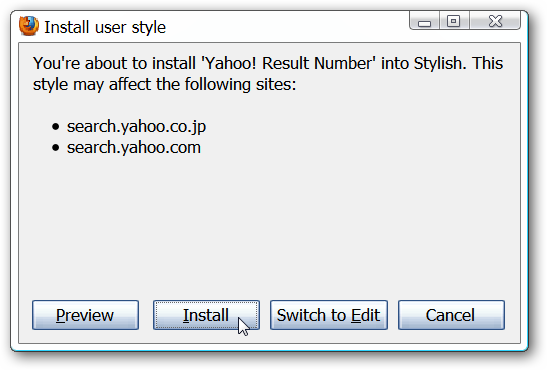 Install user style
You're about to install 'Yahoo! Result Number' into Stylish. This
style may affect the following sites:
• search.yahoo.co.jp
• search.yahoo.com
Preview Install Switch to Edit Cancel